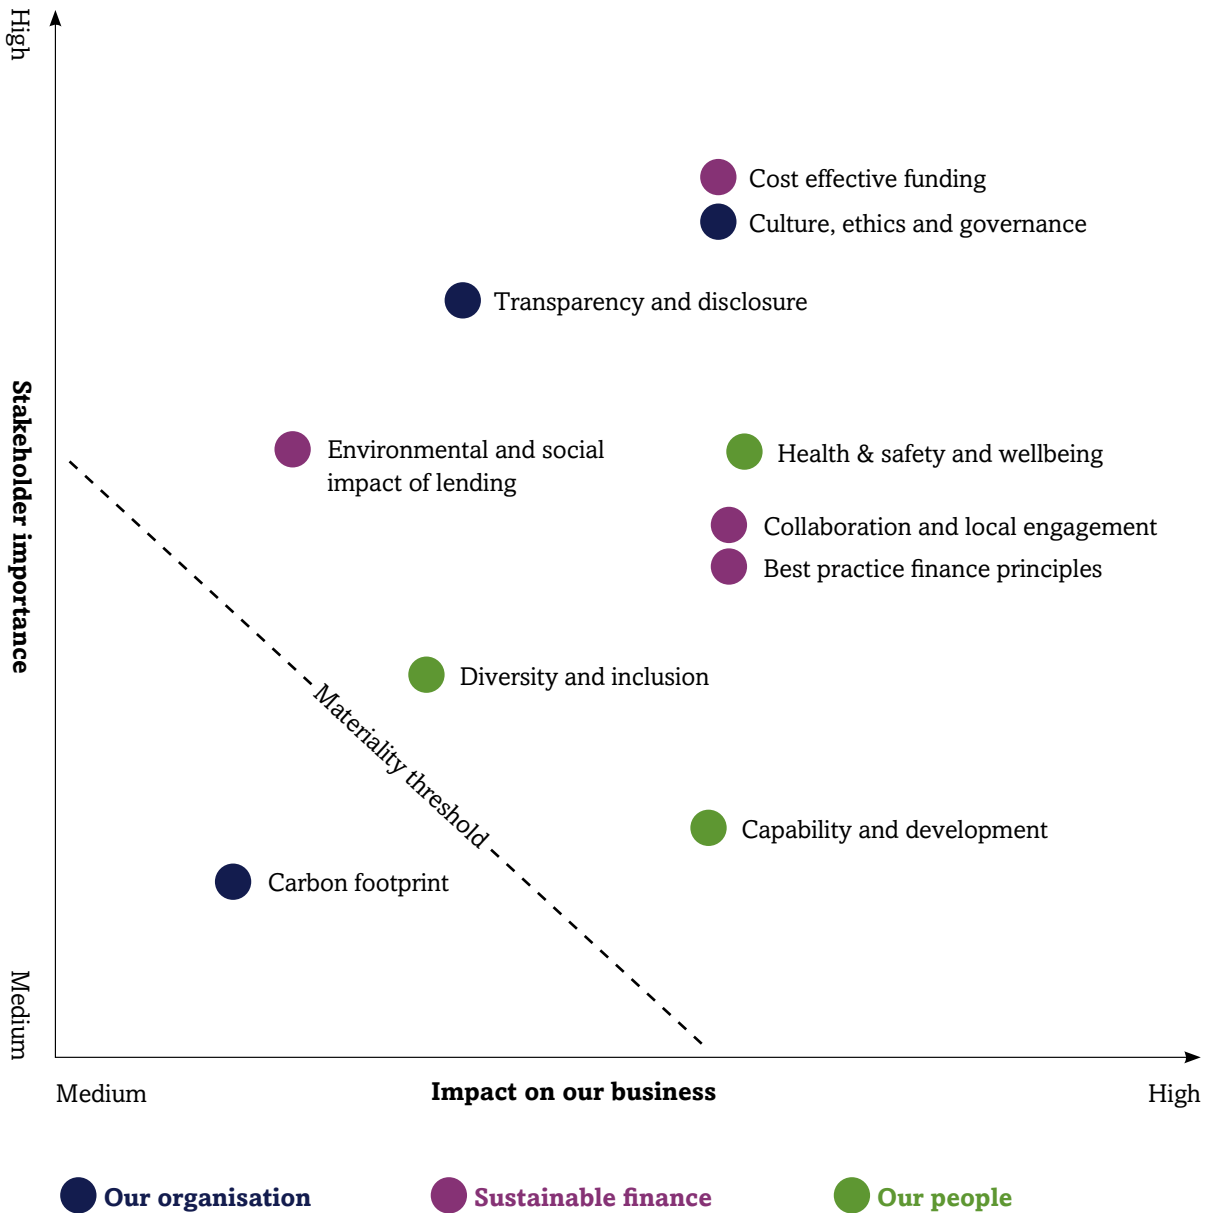 High
Cost effective funding
Culture, ethics and governance
Transparency and disclosure
Stakeholder importance
Environmental and social
impact of lending
Health & safety and wellbeing
Collaboration and local engagement
Best practice finance principles
Diversity and inclusion
Materiality threshold
Capability and development
Carbon footprint
Medium
Medium
Impact on our business
High
Our organisation
Sustainable finance
Our people